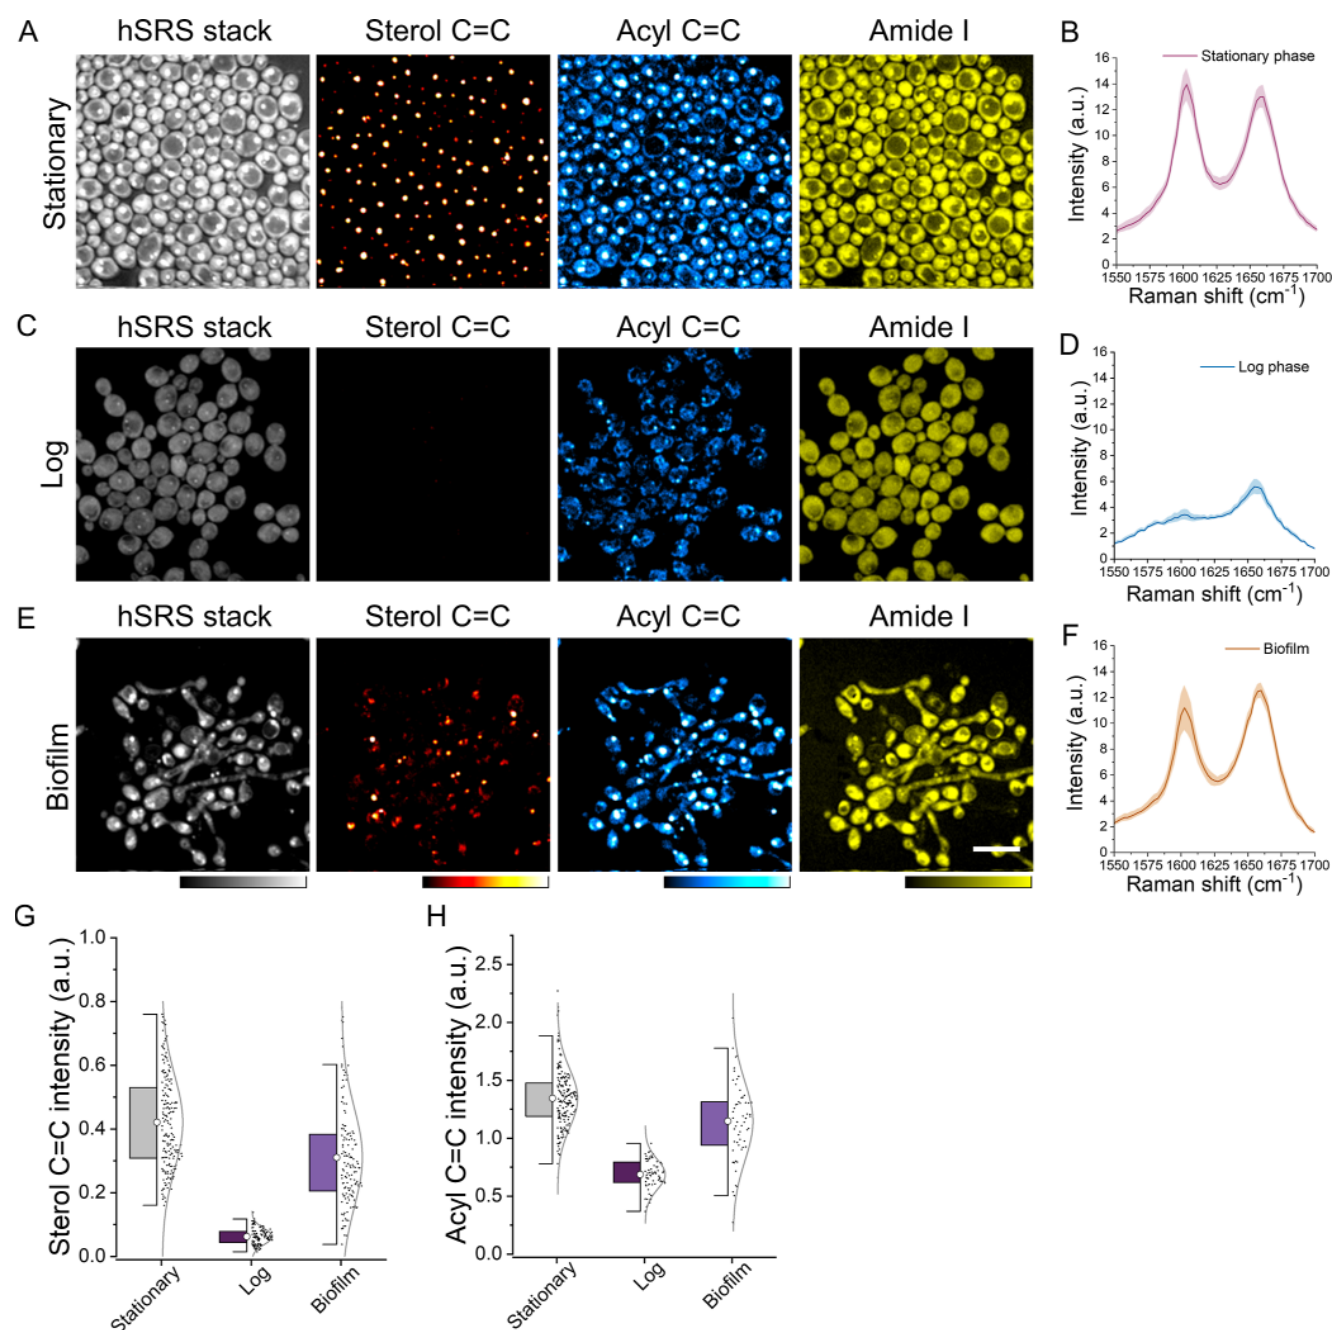 A
hSRS stack
Sterol C=C
Acyl C=C
Amide I
Stationary
B
Stationary phase
16
14
12
10
8
6
4
2
0
Intensity (a.u.)
1550 1575 1600 1625 1650 1675 1700
Raman shift (cm⁻¹)
C
hSRS stack
Sterol C=C
Acyl C=C
Amide I
Log
D
Log phase
16
14
12
10
8
6
4
2
0
Intensity (a.u.)
1550 1575 1600 1625 1650 1675 1700
Raman shift (cm⁻¹)
E
hSRS stack
Sterol C=C
Acyl C=C
Amide I
Biofilm
F
Biofilm
16
14
12
10
8
6
4
2
0
Intensity (a.u.)
1550 1575 1600 1625 1650 1675 1700
Raman shift (cm⁻¹)
G
Sterol C=C intensity (a.u.)
1.0
0.8
0.6
0.4
0.2
0.0
Stationary
Log
Biofilm
H
Acyl C=C intensity (a.u.)
2.5
2.0
1.5
1.0
0.5
0.0
Stationary
Log
Biofilm